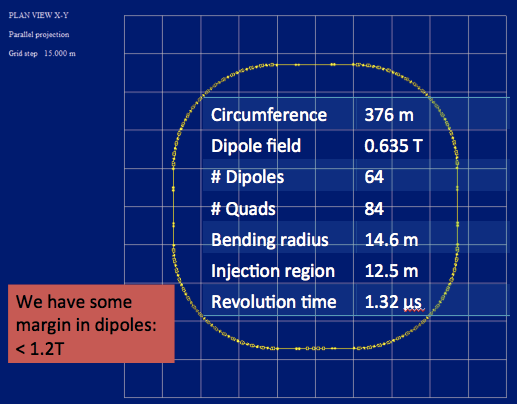 PLAN VIEW X-Y
Parallel projection
Grid step 15.000 m
Circumference 376 m
Dipole field 0.635 T
# Dipoles 64
# Quads 84
Bending radius 14.6 m
Injection region 12.5 m
Revolution time 1.32 μs
We have some
margin in dipoles:
< 1.2T